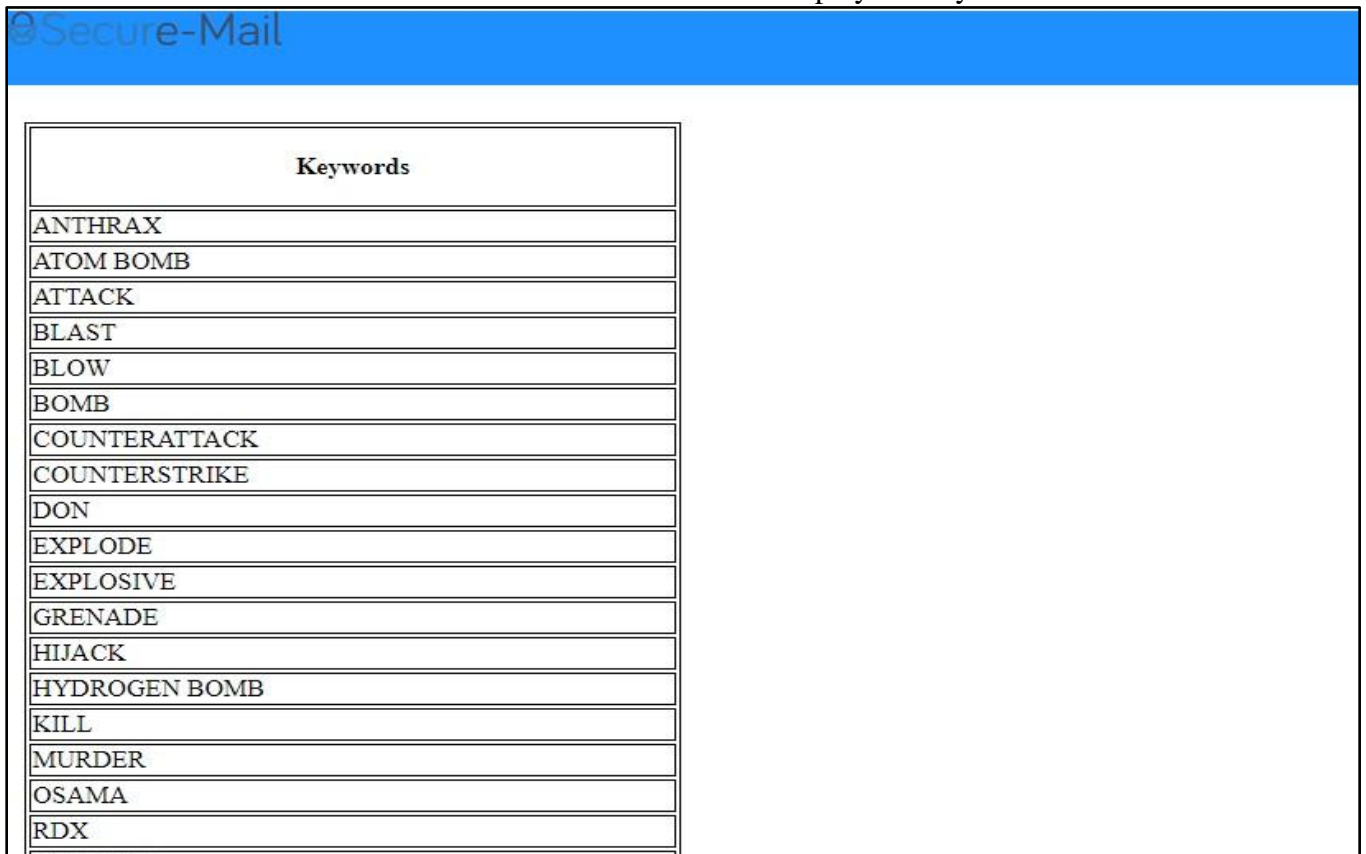 Secure-Mail
Keywords
ANTHRAX
ATOM BOMB
ATTACK
BLAST
BLOW
BOMB
COUNTERATTACK
COUNTERSTRIKE
DON
EXPLODE
EXPLOSIVE
GRENADE
HIJACK
HYDROGEN BOMB
KILL
MURDER
OSAMA
RDX